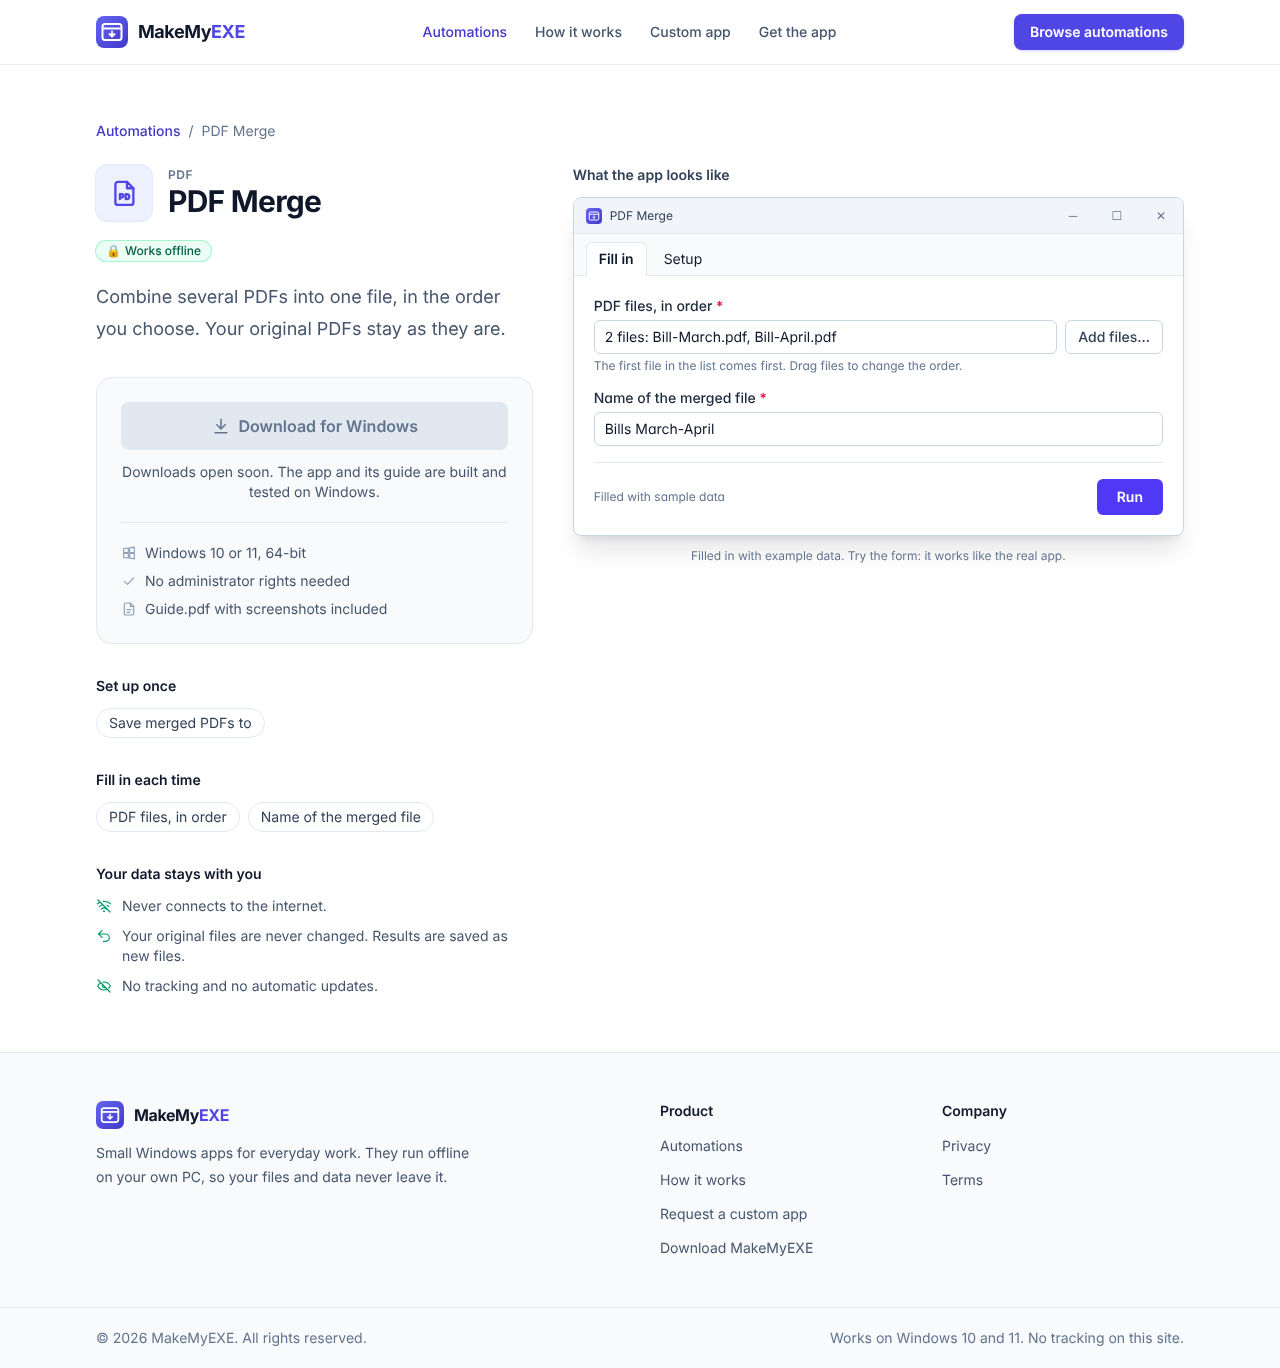 MakeMyEXE
Automations
How it works
Custom app
Get the app
Browse automations
Automations / PDF Merge
PD
PDF
PDF Merge
🔒 Works offline
Combine several PDFs into one file, in the order
you choose. Your original PDFs stay as they are.
Download for Windows
Downloads open soon. The app and its guide are built and
tested on Windows.
Windows 10 or 11, 64-bit
No administrator rights needed
Guide.pdf with screenshots included
Set up once
Save merged PDFs to
Fill in each time
PDF files, in order
Name of the merged file
Your data stays with you
Never connects to the internet.
Your original files are never changed. Results are saved as
new files.
No tracking and no automatic updates.
What the app looks like
PDF Merge
Fill in
Setup
PDF files, in order *
2 files: Bill-March.pdf, Bill-April.pdf
Add files...
The first file in the list comes first. Drag files to change the order.
Name of the merged file *
Bills March-April
Filled with sample data
Run
Filled in with example data. Try the form: it works like the real app.
MakeMyEXE
Small Windows apps for everyday work. They run offline
on your own PC, so your files and data never leave it.
Product
Automations
How it works
Request a custom app
Download MakeMyEXE
Company
Privacy
Terms
© 2026 MakeMyEXE. All rights reserved.
Works on Windows 10 and 11. No tracking on this site.